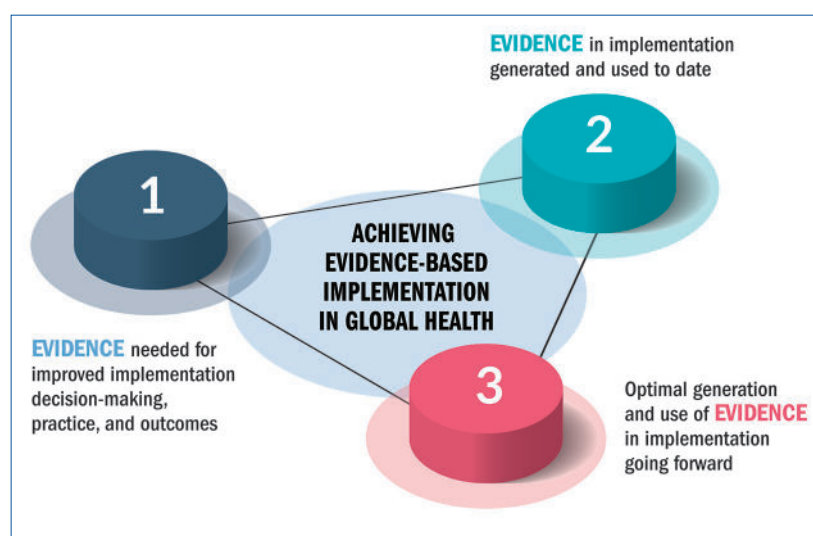 1
EVIDENCE needed for
improved implementation
decision-making,
practice, and outcomes
2
EVIDENCE in implementation
generated and used to date
ACHIEVING
EVIDENCE-BASED
IMPLEMENTATION
IN GLOBAL HEALTH
3
Optimal generation
and use of EVIDENCE
in implementation
going forward